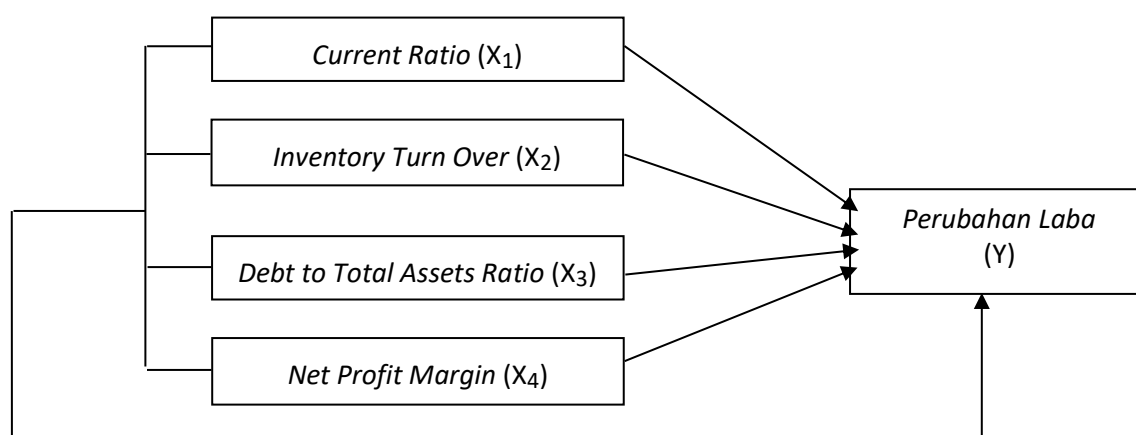 Current Ratio (X₁)
Inventory Turn Over (X₂)
Perubahan Laba
(Y)
Debt to Total Assets Ratio (X₃)
Net Profit Margin (X₄)